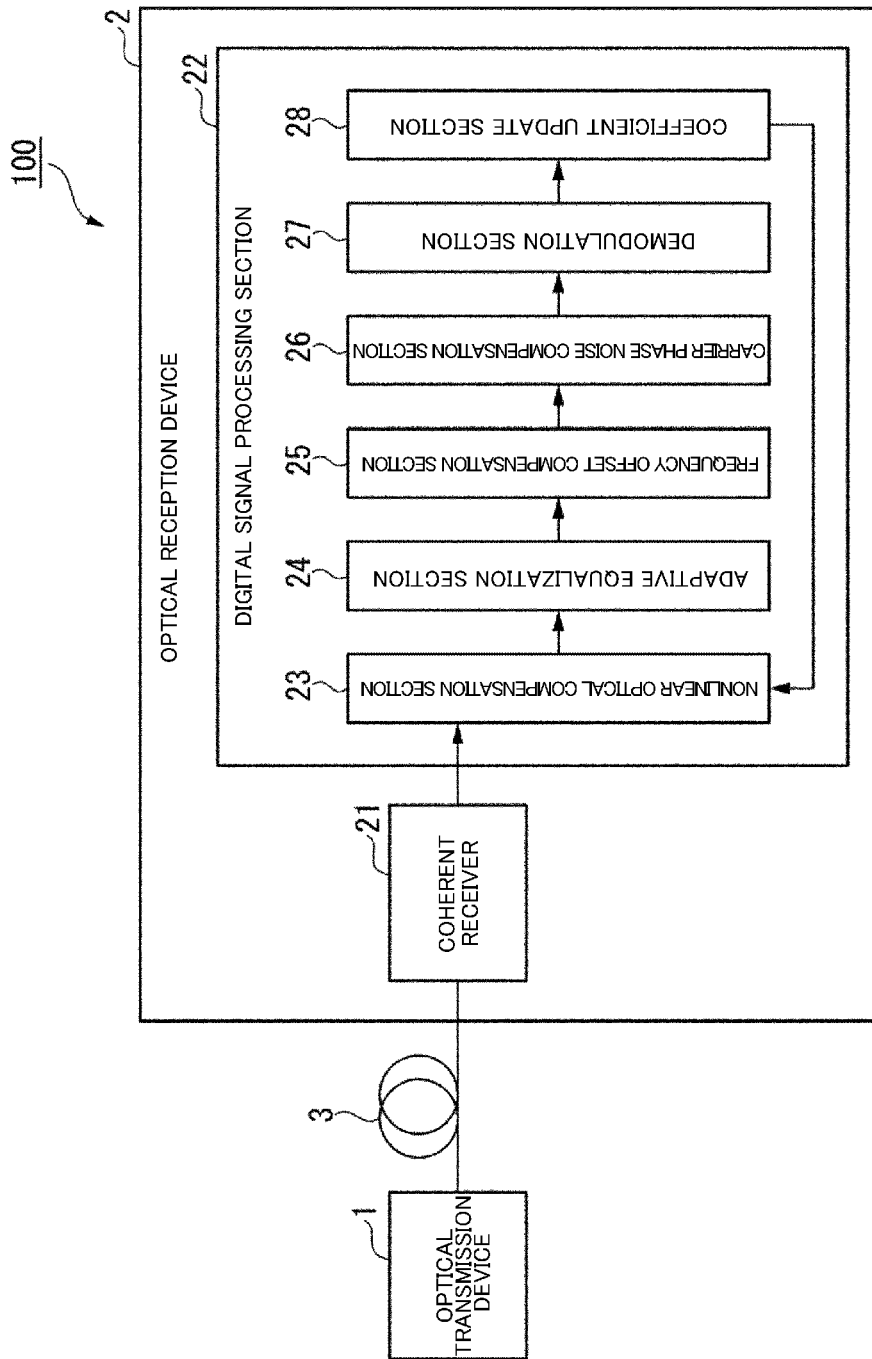 100
1
OPTICAL
TRANSMISSION
DEVICE
3
2
OPTICAL RECEPTION DEVICE
21
COHERENT
RECEIVER
22
DIGITAL SIGNAL PROCESSING SECTION
23
NONLINEAR OPTICAL COMPENSATION SECTION
24
ADAPTIVE EQUALIZATION SECTION
25
FREQUENCY OFFSET COMPENSATION SECTION
26
CARRIER PHASE NOISE COMPENSATION SECTION
27
DEMODULATION SECTION
28
COEFFICIENT UPDATE SECTION